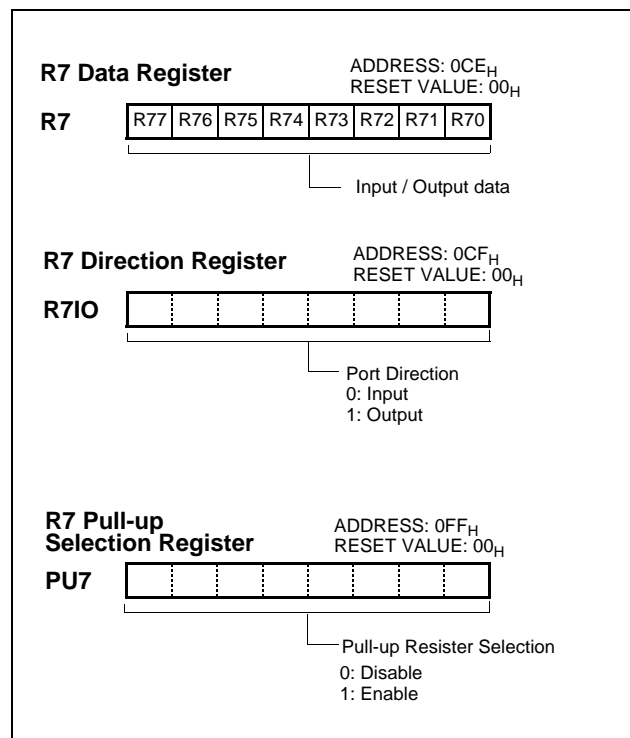 R7 Data Register
ADDRESS: 0CEH
RESET VALUE: 00H
R7
R77 R76 R75 R74 R73 R72 R71 R70
Input / Output data
R7 Direction Register
ADDRESS: 0CFH
RESET VALUE: 00H
R7IO
Port Direction
0: Input
1: Output
R7 Pull-up
Selection Register
ADDRESS: 0FFH
RESET VALUE: 00H
PU7
Pull-up Resister Selection
0: Disable
1: Enable